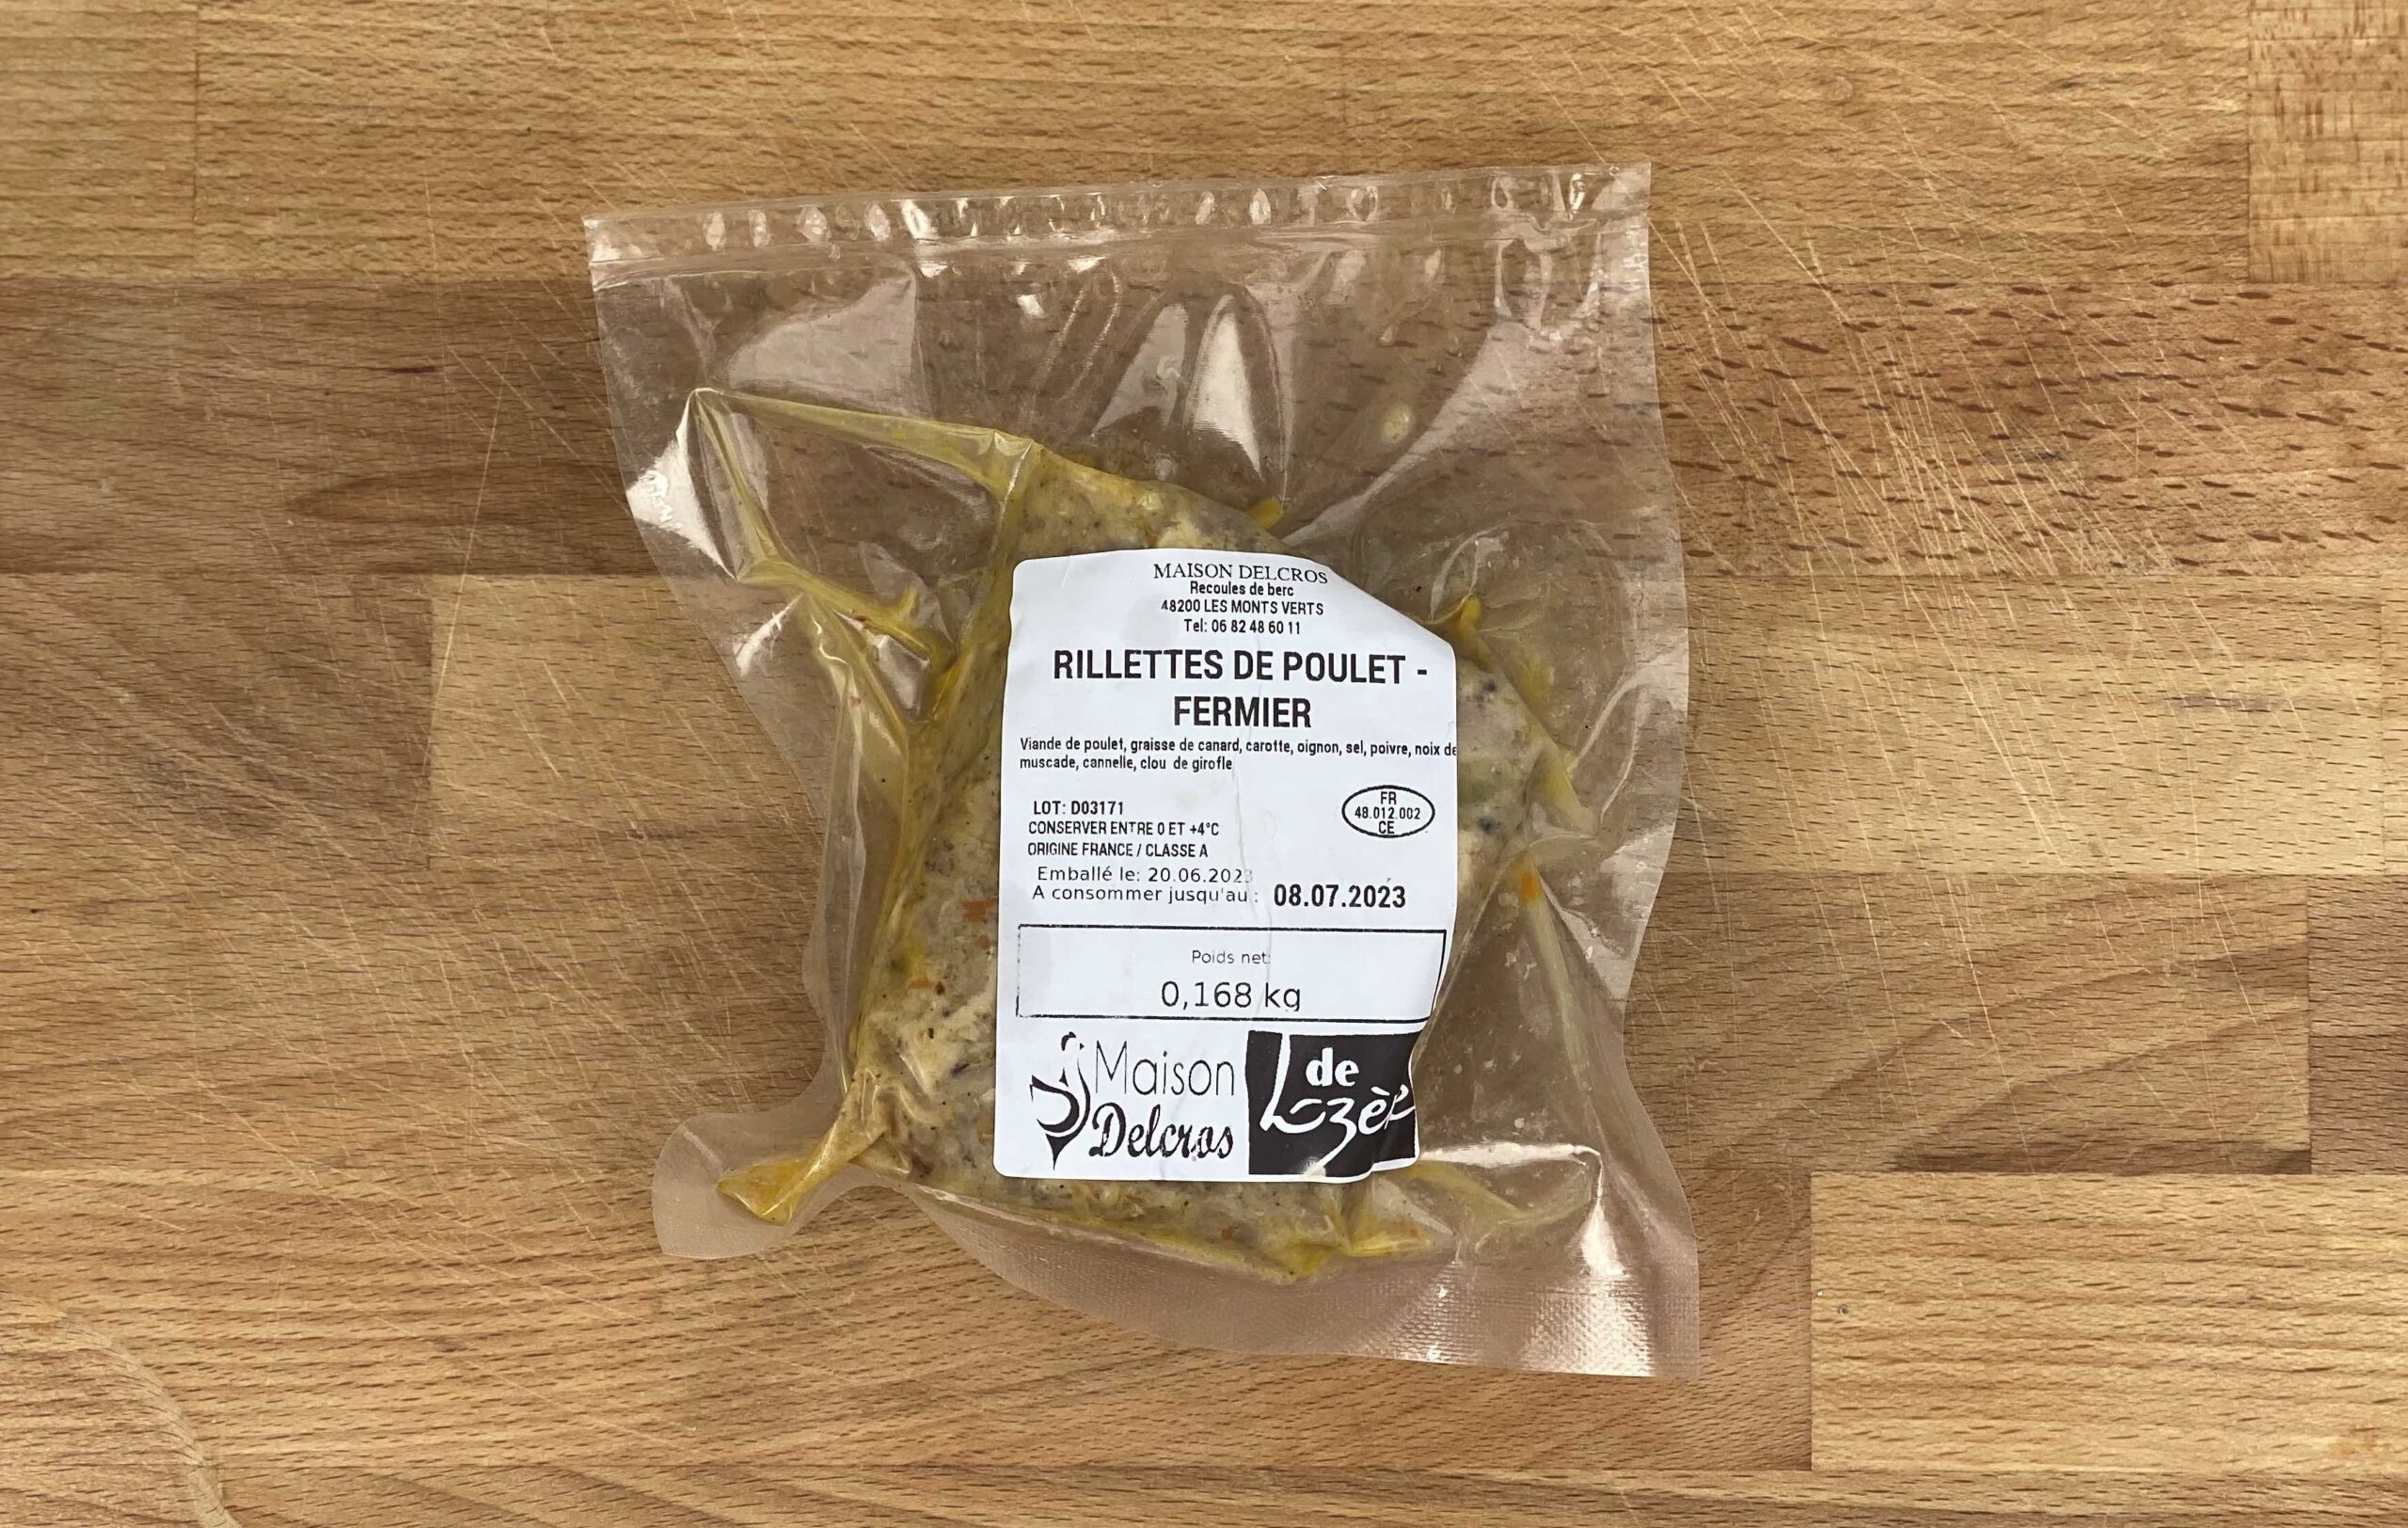 MAISON DELCROS
Recoules de berc
48200 LES MONTS VERTS
Tel: 06 82 48 60 11
RILLETTES DE POULET -
FERMIER
Viande de poulet, graisse de canard, carotte, oignon, sel, poivre, noix de
muscade, cannelle, clou de girofle
LOT: D03171
CONSERVER ENTRE 0 ET +4°C
ORIGINE FRANCE / CLASSE A
FR
48.012.002
CE
Emballé le: 20.06.2023
A consommer jusqu'au : 08.07.2023
Poids net:
0,168 kg
Maison
Delcros
de
Lozère